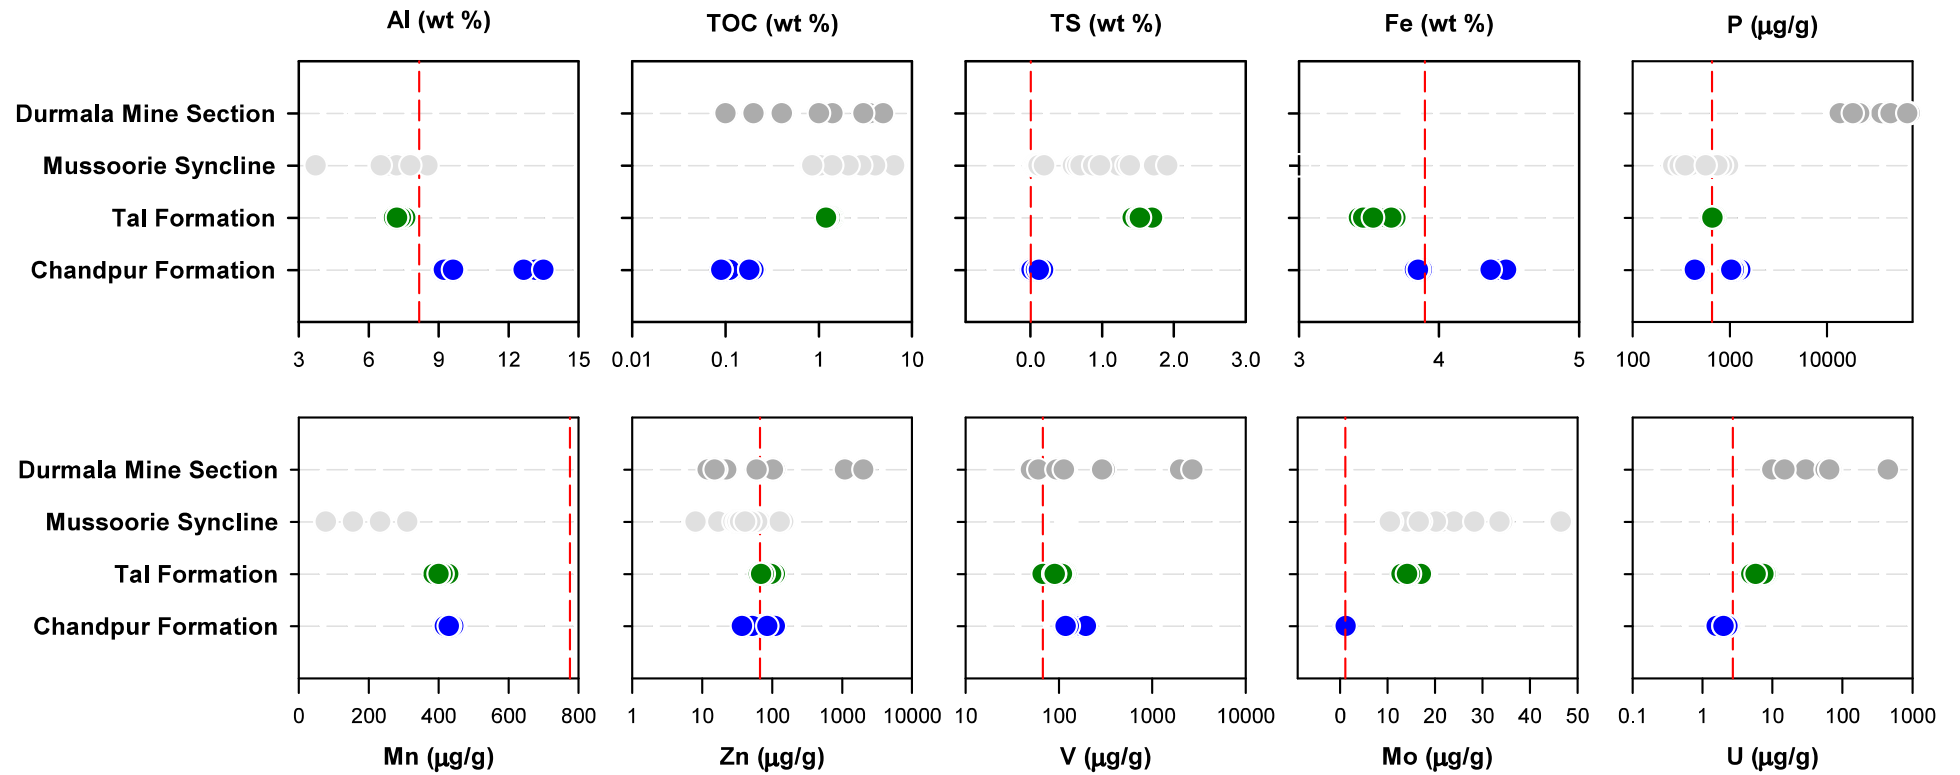 Al (wt %) TOC (wt %) TS (wt %) Fe (wt %) P (µg/g)
Durmala Mine Section
Mussoorie Syncline
Tal Formation
Chandpur Formation
3 6 9 12 15 0.01 0.1 1 10 0.0 1.0 2.0 3.0 3 4 5 100 1000 10000
Durmala Mine Section
Mussoorie Syncline
Tal Formation
Chandpur Formation
0 200 400 600 800 1 10 100 1000 10000 10 100 1000 10000 0 10 20 30 40 50 0.1 1 10 100 1000
Mn (µg/g) Zn (µg/g) V (µg/g) Mo (µg/g) U (µg/g)